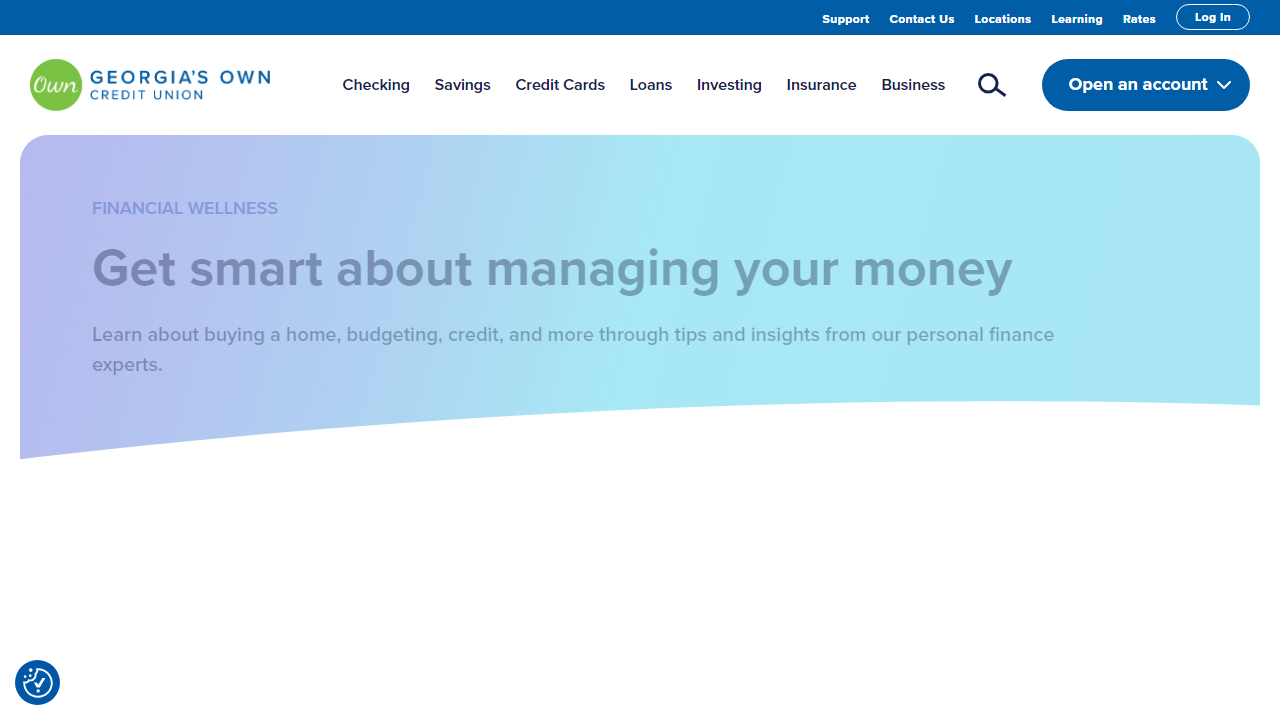 Support Contact Us Locations Learning Rates Log In
Own GEORGIA'S OWN
CREDIT UNION
Checking Savings Credit Cards Loans Investing Insurance Business Open an account
FINANCIAL WELLNESS
Get smart about managing your money
Learn about buying a home, budgeting, credit, and more through tips and insights from our personal finance
experts.